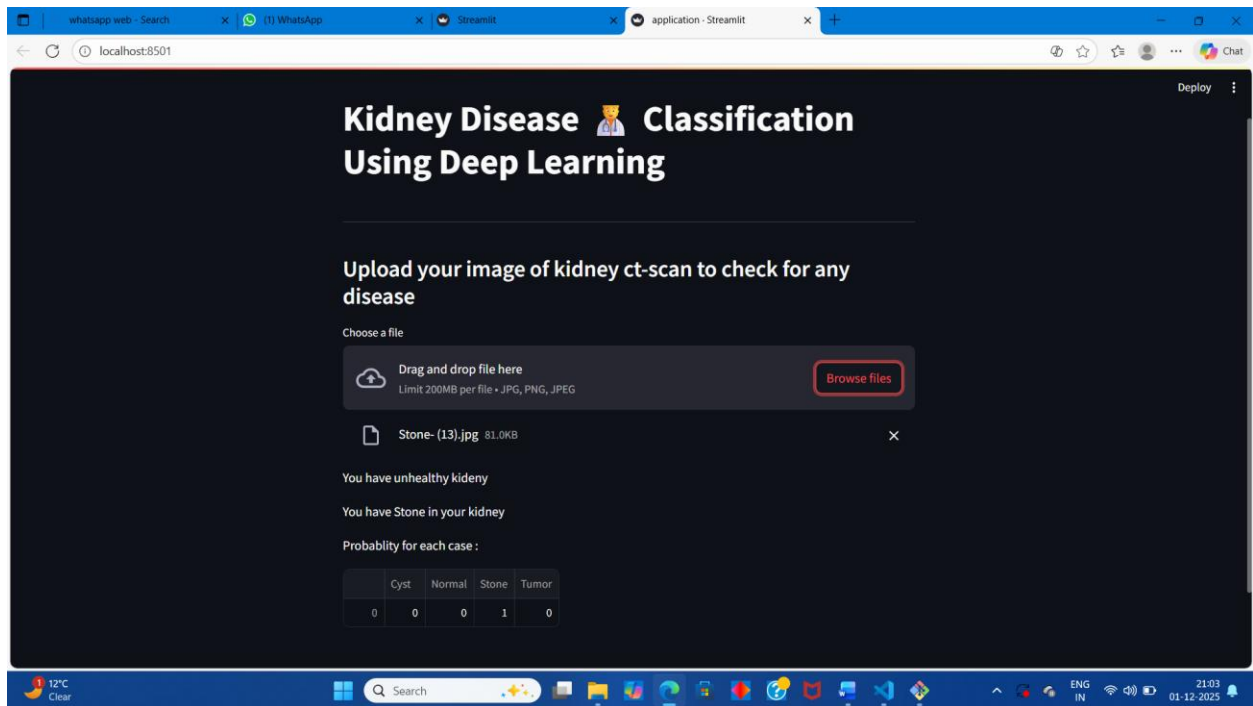 whatsapp web - Search
(1) WhatsApp
Streamlit
application - Streamlit
localhost:8501
Chat
Deploy
Kidney Disease 👨‍⚕️ Classification
Using Deep Learning
Upload your image of kidney ct-scan to check for any
disease
Choose a file
Drag and drop file here
Limit 200MB per file • JPG, PNG, JPEG
Browse files
Stone- (13).jpg 81.0KB
You have unhealthy kideny
You have Stone in your kidney
Probablity for each case :
Cyst Normal Stone Tumor
0 0 0 1 0
1
12°C
Clear
Search
ENG
IN
21:03
01-12-2025